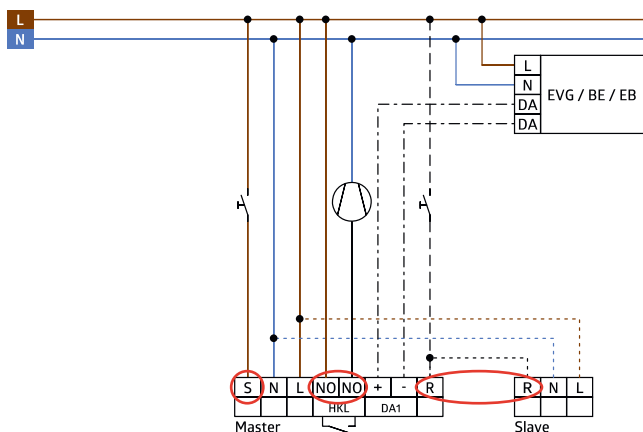 L
N
L
N
DA
DA
EVG / BE / EB
S N L NO NO + - R
R N L
HKL DA1
Master
Slave